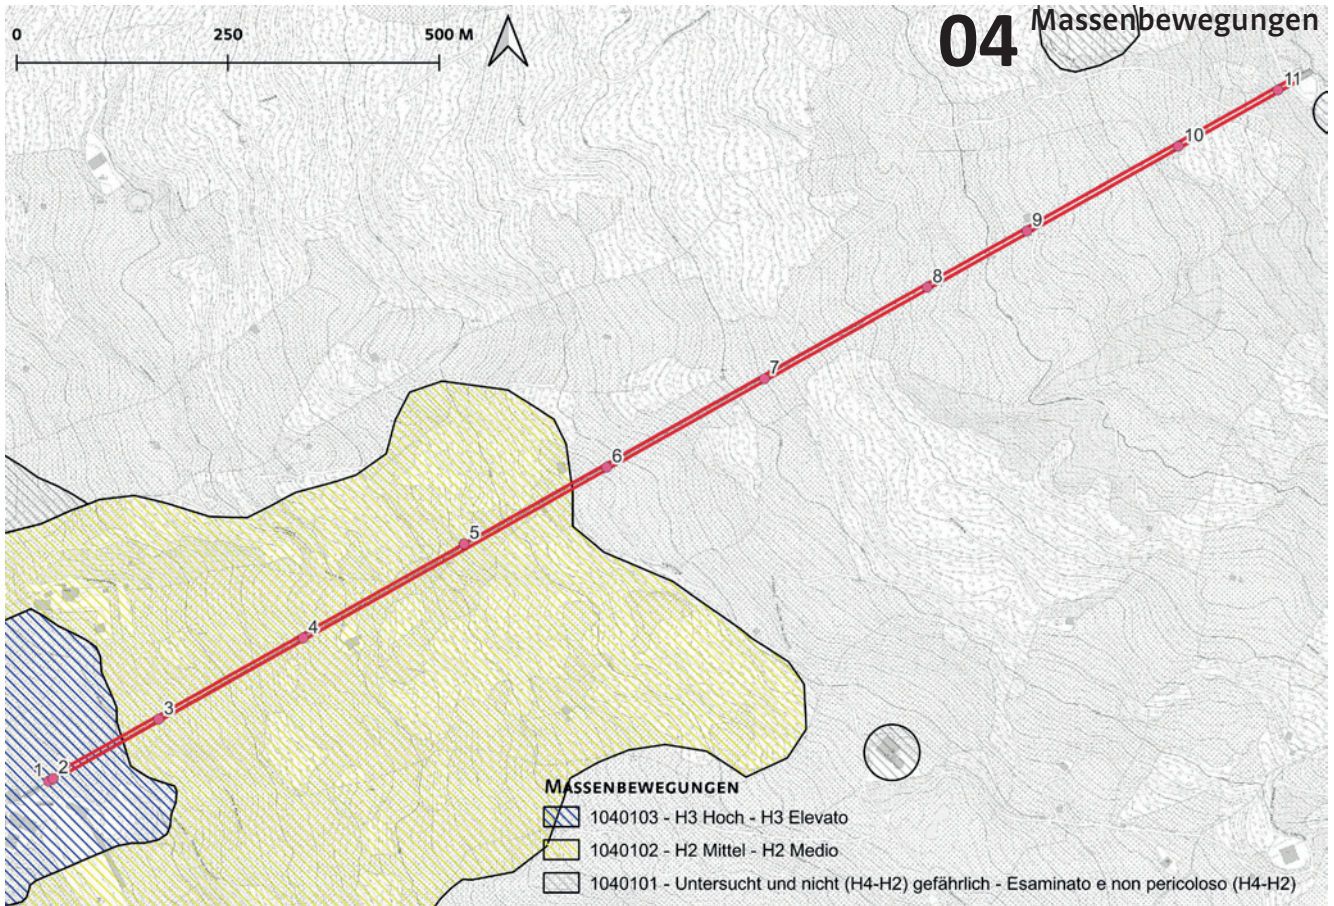 0 250 500 M
04 Massenbewegungen
11
10
9
8
7
6
5
4
3
1 2
MASSENBEWEGUNGEN
1040103 - H3 Hoch - H3 Elevato
1040102 - H2 Mittel - H2 Medio
1040101 - Untersucht und nicht (H4-H2) gefährlich - Esaminato e non pericoloso (H4-H2)